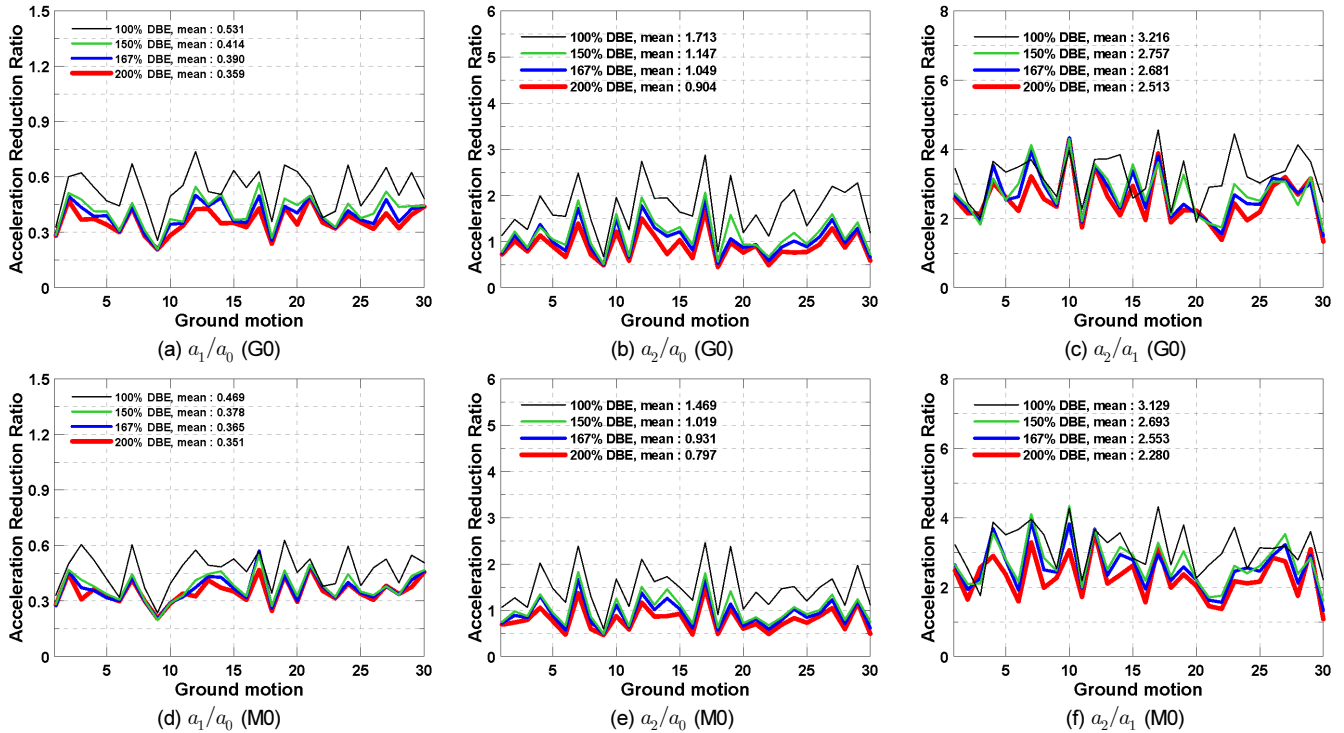 Acceleration Reduction Ratio
1.5
1.2
0.9
0.6
0.3
0
100% DBE, mean : 0.531
150% DBE, mean : 0.414
167% DBE, mean : 0.390
200% DBE, mean : 0.359
5 10 15 20 25 30
Ground motion
(a) a1/a0 (G0)
Acceleration Reduction Ratio
6
5
4
3
2
1
0
100% DBE, mean : 1.713
150% DBE, mean : 1.147
167% DBE, mean : 1.049
200% DBE, mean : 0.904
5 10 15 20 25 30
Ground motion
(b) a2/a0 (G0)
Acceleration Reduction Ratio
8
6
4
2
0
100% DBE, mean : 3.216
150% DBE, mean : 2.757
167% DBE, mean : 2.681
200% DBE, mean : 2.513
5 10 15 20 25 30
Ground motion
(c) a2/a1 (G0)
Acceleration Reduction Ratio
1.5
1.2
0.9
0.6
0.3
0
100% DBE, mean : 0.469
150% DBE, mean : 0.378
167% DBE, mean : 0.365
200% DBE, mean : 0.351
5 10 15 20 25 30
Ground motion
(d) a1/a0 (M0)
Acceleration Reduction Ratio
6
5
4
3
2
1
0
100% DBE, mean : 1.469
150% DBE, mean : 1.019
167% DBE, mean : 0.931
200% DBE, mean : 0.797
5 10 15 20 25 30
Ground motion
(e) a2/a0 (M0)
Acceleration Reduction Ratio
8
6
4
2
0
100% DBE, mean : 3.129
150% DBE, mean : 2.693
167% DBE, mean : 2.553
200% DBE, mean : 2.280
5 10 15 20 25 30
Ground motion
(f) a2/a1 (M0)